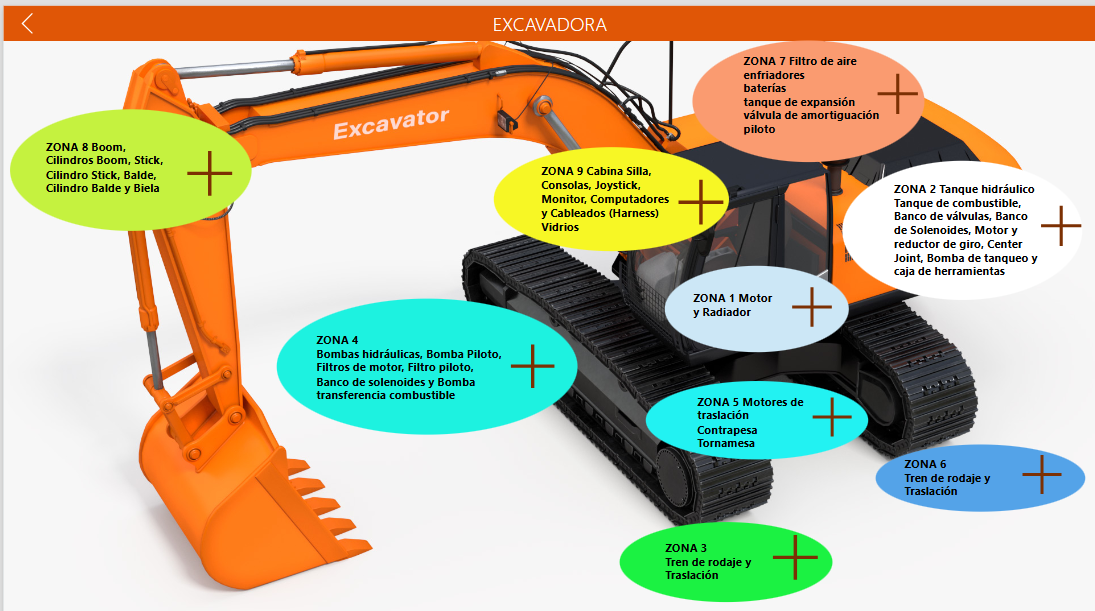 EXCAVADORA
ZONA 7 Filtro de aire
enfriadores
baterías
tanque de expansión
válvula de amortiguación
piloto
Excavator
ZONA 8 Boom,
Cilindros Boom, Stick,
Cilindro Stick, Balde,
Cilindro Balde y Biela
ZONA 9 Cabina Silla,
Consolas, Joystick,
Monitor, Computadores
y Cableados (Harness)
Vidrios
ZONA 2 Tanque hidráulico
Tanque de combustible,
Banco de válvulas, Banco
de Solenoides, Motor y
reductor de giro, Center
Joint, Bomba de tanqueo y
caja de herramientas
ZONA 1 Motor
y Radiador
ZONA 4
Bombas hidráulicas, Bomba Piloto,
Filtros de motor, Filtro piloto,
Banco de solenoides y Bomba
transferencia combustible
ZONA 5 Motores de
traslación
Contrapesa
Tornamesa
ZONA 6
Tren de rodaje y
Traslación
ZONA 3
Tren de rodaje y
Traslación